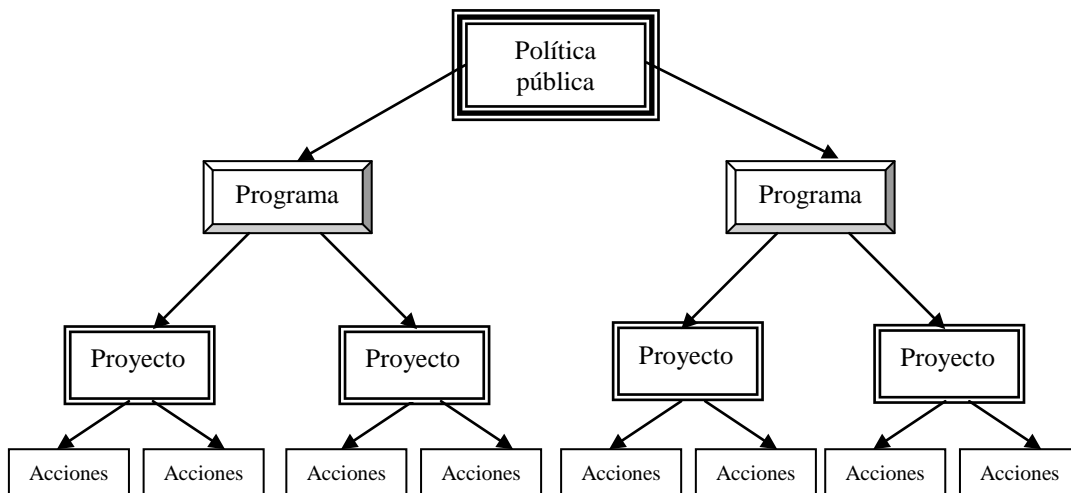 Política
pública
Programa
Programa
Proyecto
Proyecto
Proyecto
Proyecto
Acciones
Acciones
Acciones
Acciones
Acciones
Acciones
Acciones
Acciones